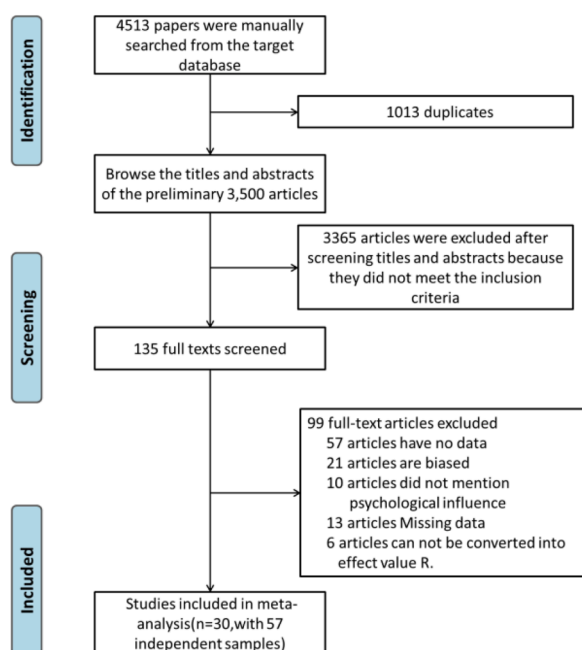 Identification
4513 papers were manually
searched from the target
database
1013 duplicates
Browse the titles and abstracts
of the preliminary 3,500 articles
Screening
3365 articles were excluded after
screening titles and abstracts because
they did not meet the inclusion
criteria
135 full texts screened
99 full-text articles excluded
57 articles have no data
21 articles are biased
10 articles did not mention
psychological influence
13 articles Missing data
6 articles can not be converted into
effect value R.
Included
Studies included in meta-
analysis(n=30,with 57
independent samples)